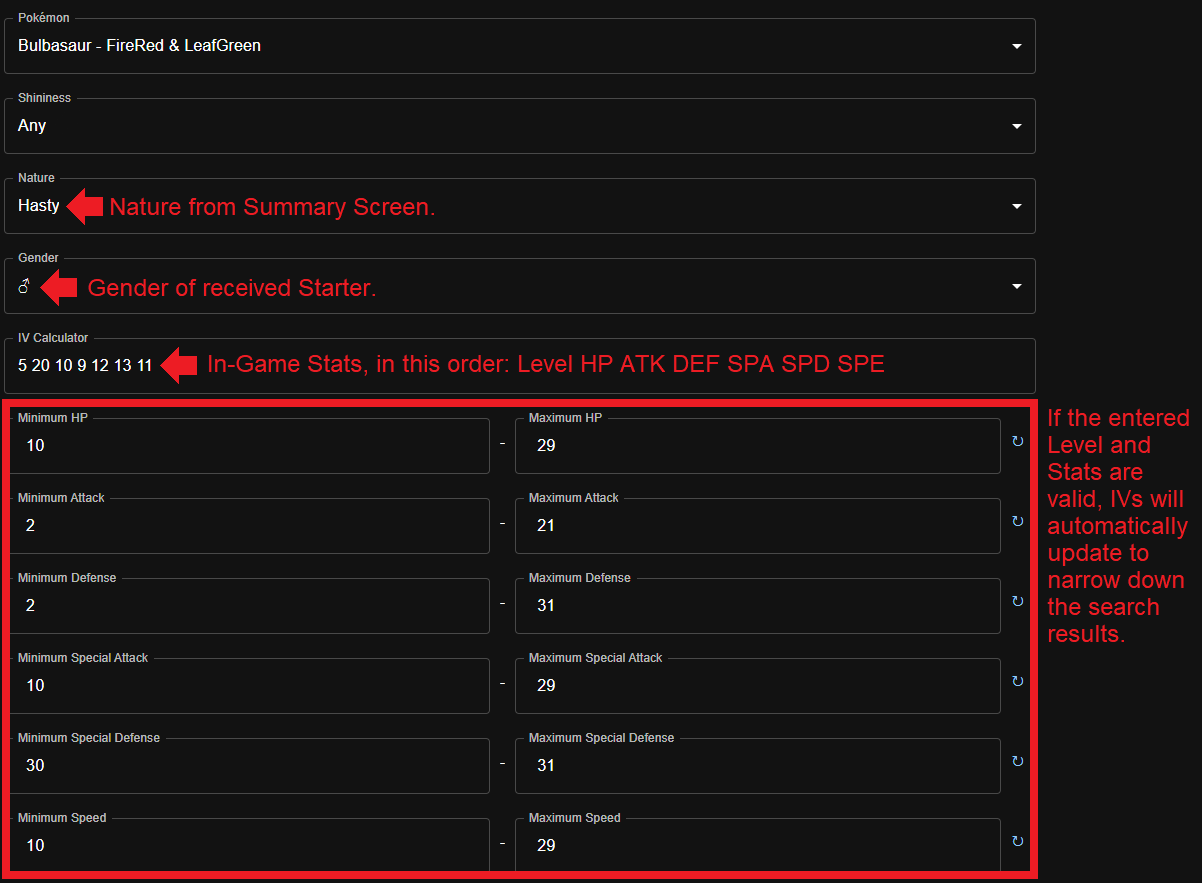 Pokémon
Bulbasaur - FireRed & LeafGreen
Shininess
Any
Nature
Hasty
Nature from Summary Screen.
Gender
♂
Gender of received Starter.
IV Calculator
5 20 10 9 12 13 11
In-Game Stats, in this order: Level HP ATK DEF SPA SPD SPE
Minimum HP
10
-
Maximum HP
29
↻
Minimum Attack
2
-
Maximum Attack
21
↻
Minimum Defense
2
-
Maximum Defense
31
↻
Minimum Special Attack
10
-
Maximum Special Attack
29
↻
Minimum Special Defense
30
-
Maximum Special Defense
31
↻
Minimum Speed
10
-
Maximum Speed
29
↻
If the entered
Level and
Stats are
valid, IVs will
automatically
update to
narrow down
the search
results.